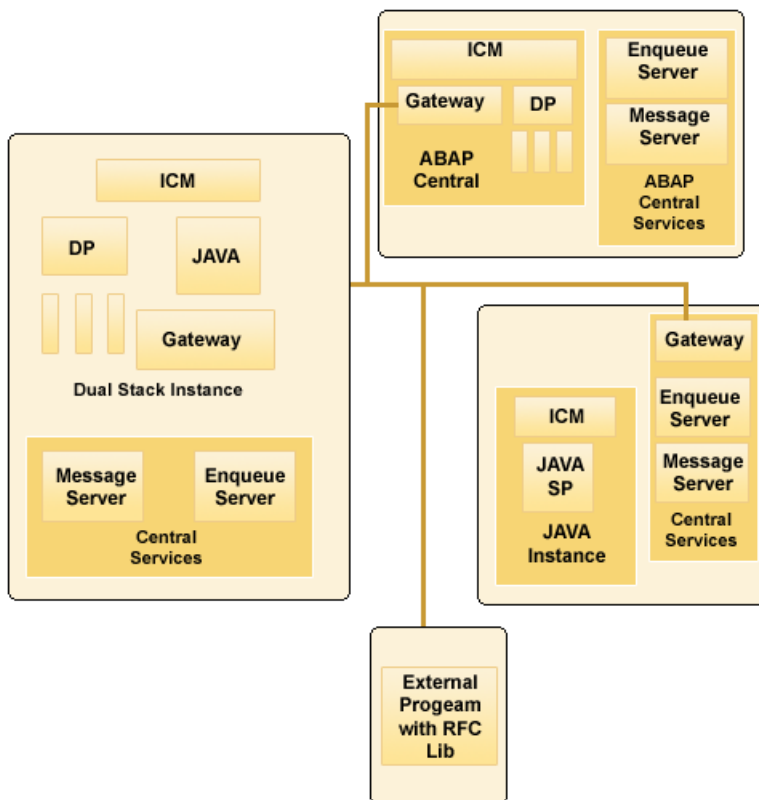 ICM
DP
JAVA
Gateway
Dual Stack Instance
Message
Server
Enqueue
Server
Central
Services
ICM
Gateway
DP
ABAP
Central
Enqueue
Server
Message
Server
ABAP
Central
Services
ICM
JAVA
SP
JAVA
Instance
Gateway
Enqueue
Server
Message
Server
Central
Services
External
Progeam
with RFC
Lib